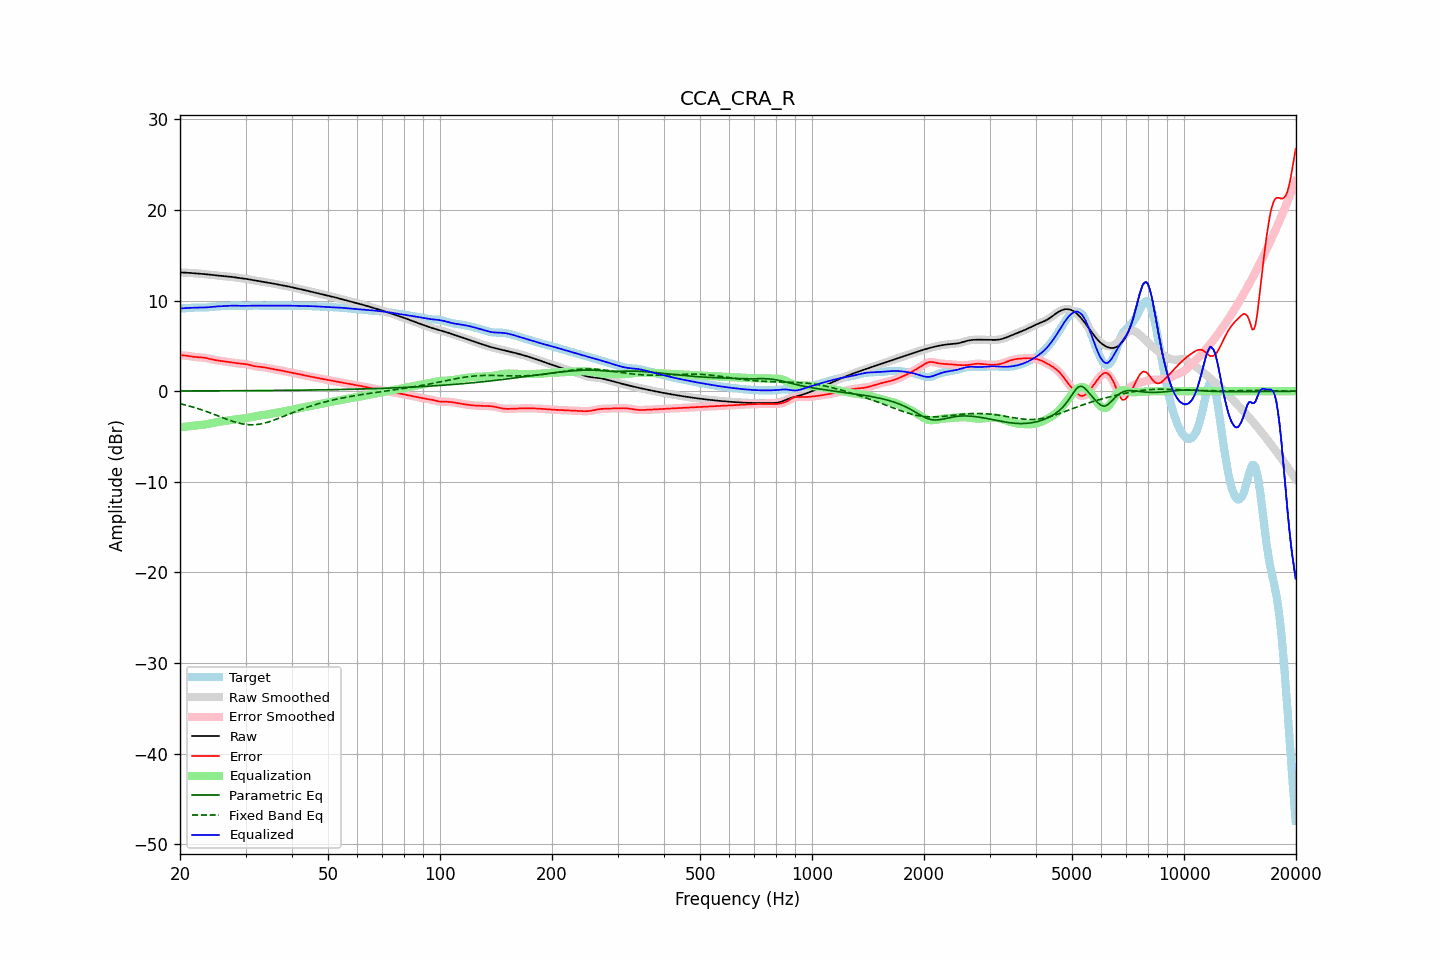 CCA_CRA_R
30
20
10
0
−10
−20
−30
−40
−50
Amplitude (dBr)
Target
Raw Smoothed
Error Smoothed
Raw
Error
Equalization
Parametric Eq
Fixed Band Eq
Equalized
20 50 100 200 500 1000 2000 5000 10000 20000
Frequency (Hz)